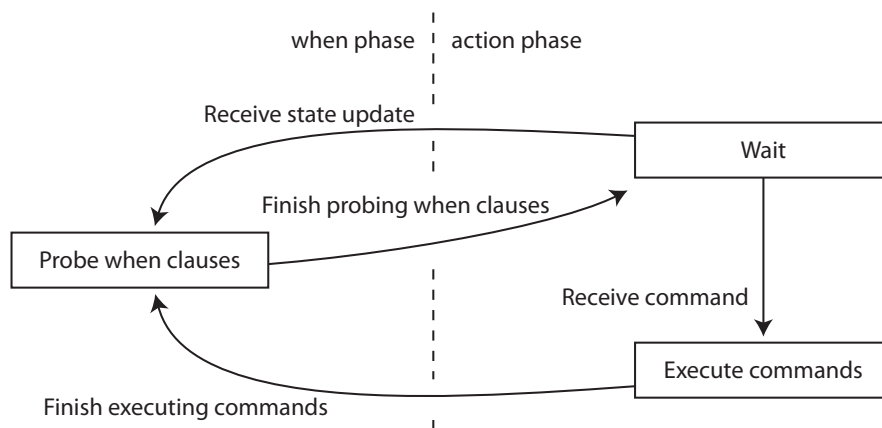 when phase
action phase
Receive state update
Wait
Finish probing when clauses
Probe when clauses
Receive command
Execute commands
Finish executing commands